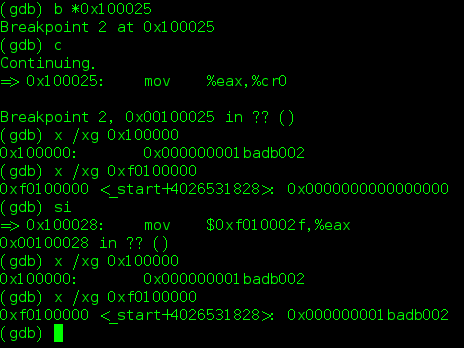 (gdb) b *0x100025
Breakpoint 2 at 0x100025
(gdb) c
Continuing.
=> 0x100025:    mov    %eax,%cr0

Breakpoint 2, 0x00100025 in ?? ()
(gdb) x /xg 0x100000
0x100000:       0x000000001badb002
(gdb) x /xg 0xf0100000
0xf0100000 <_start+4026531828>: 0x0000000000000000
(gdb) si
=> 0x100028:    mov    $0xf010002f,%eax
0x00100028 in ?? ()
(gdb) x /xg 0x100000
0x100000:       0x000000001badb002
(gdb) x /xg 0xf0100000
0xf0100000 <_start+4026531828>: 0x000000001badb002
(gdb)